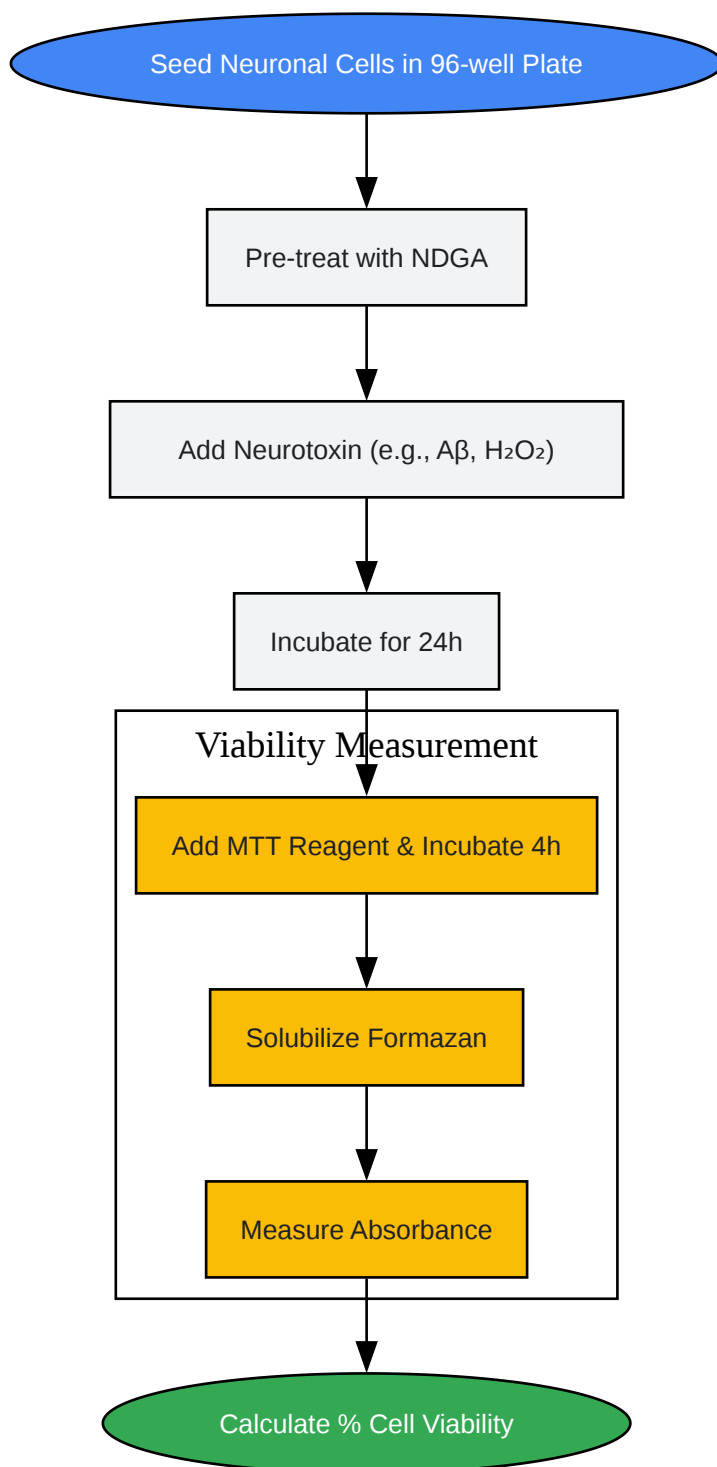 Seed Neuronal Cells in 96-well Plate
Pre-treat with NDGA
Add Neurotoxin (e.g., Aβ, H₂O₂)
Incubate for 24h
Viability Measurement
Add MTT Reagent & Incubate 4h
Solubilize Formazan
Measure Absorbance
Calculate % Cell Viability